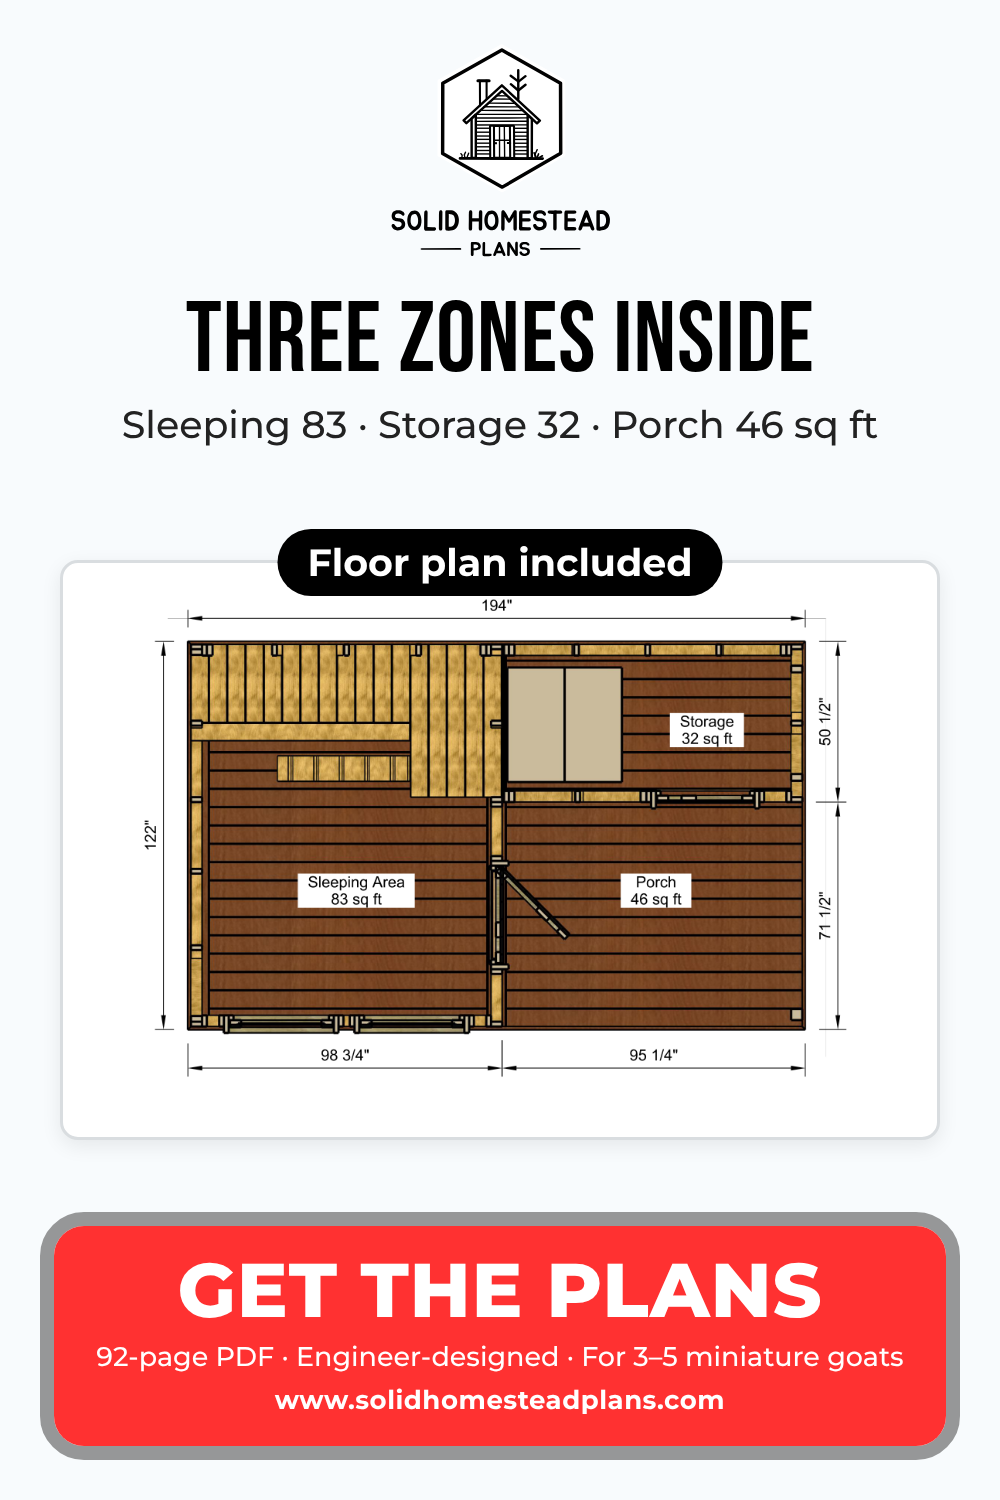 SOLID HOMESTEAD
PLANS
THREE ZONES INSIDE
Sleeping 83 · Storage 32 · Porch 46 sq ft
Floor plan included
194"
Storage
32 sq ft
50 1/2"
122"
Sleeping Area
83 sq ft
Porch
46 sq ft
71 1/2"
98 3/4"
95 1/4"
GET THE PLANS
92-page PDF · Engineer-designed · For 3–5 miniature goats
www.solidhomesteadplans.com